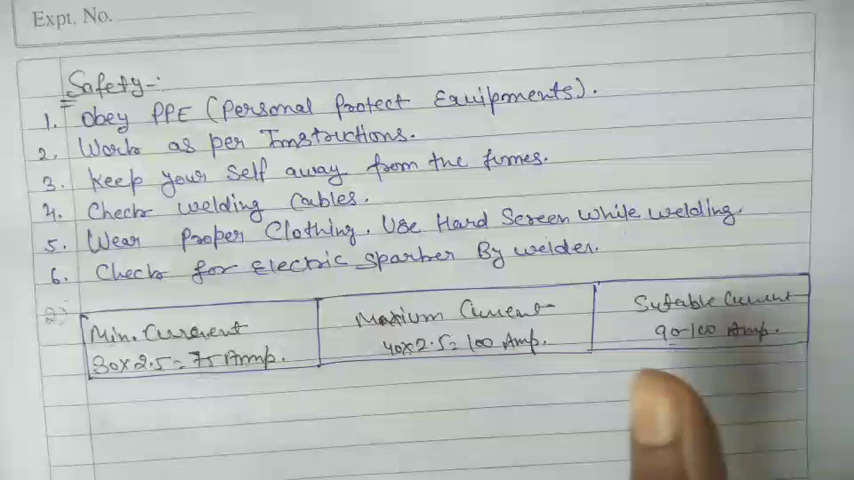 Expt. No.
Safety-:
1. Obey PPE (Personal Protect Equipments).
2. Work as per Instructions.
3. Keep your Self away from the fumes.
4. Check welding Cables.
5. Wear Proper Clothing. Use Hard Screen While welding.
6. Check for Electric Sparker By welder.
Min. Current
30x2.5=75 Amp.
Maxium Current
40x2.5=100 Amp.
Sutable Current
90-100 Amp.